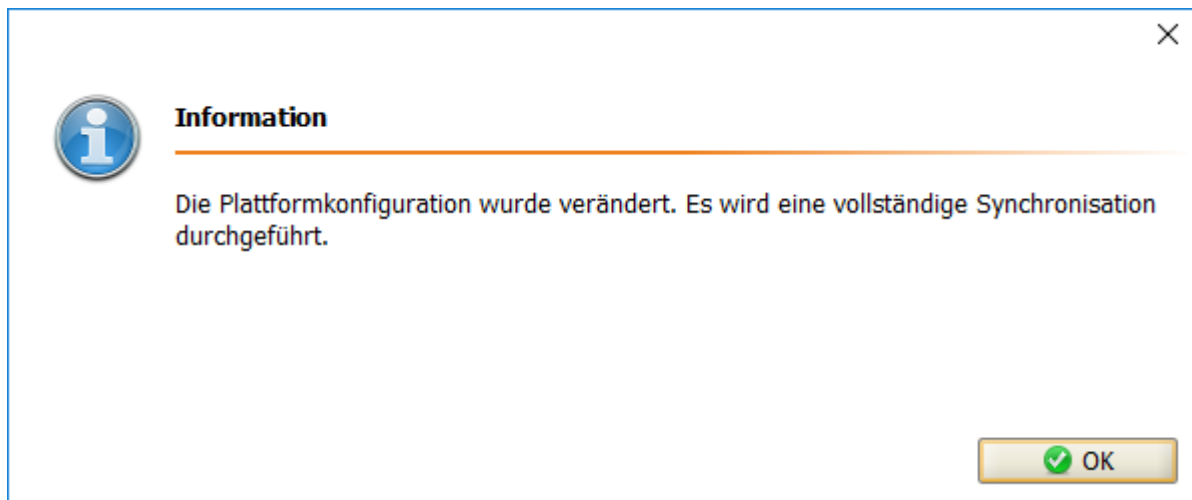 Information
Die Plattformkonfiguration wurde verändert. Es wird eine vollständige Synchronisation
durchgeführt.
OK